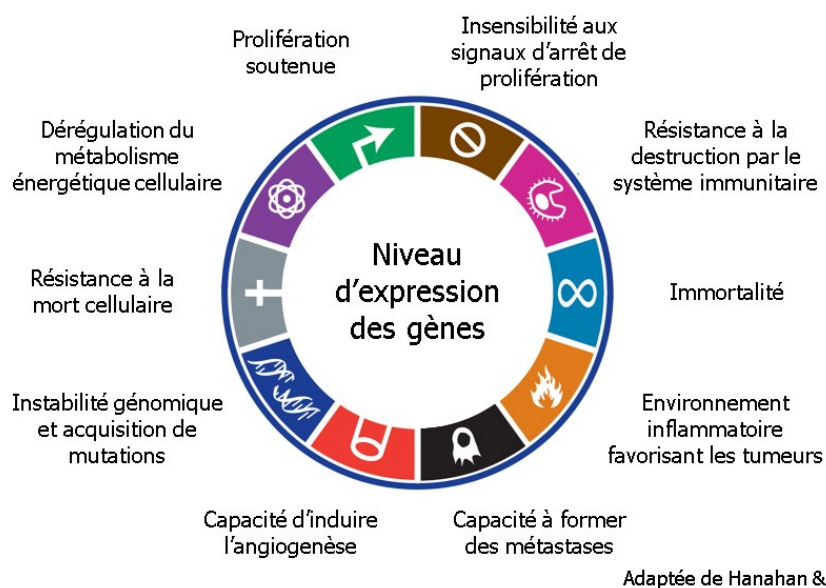 Prolifération
soutenue
Insensibilité aux
signaux d'arrêt de
prolifération
Dérégulation du
métabolisme
énergétique cellulaire
Résistance à la
destruction par le
système immunitaire
Résistance à la
mort cellulaire
Niveau
d'expression
des gènes
Immortalité
Instabilité génomique
et acquisition de
mutations
Environnement
inflammatoire
favorisant les tumeurs
Capacité d'induire
l'angiogenèse
Capacité à former
des métastases
Adaptée de Hanahan &